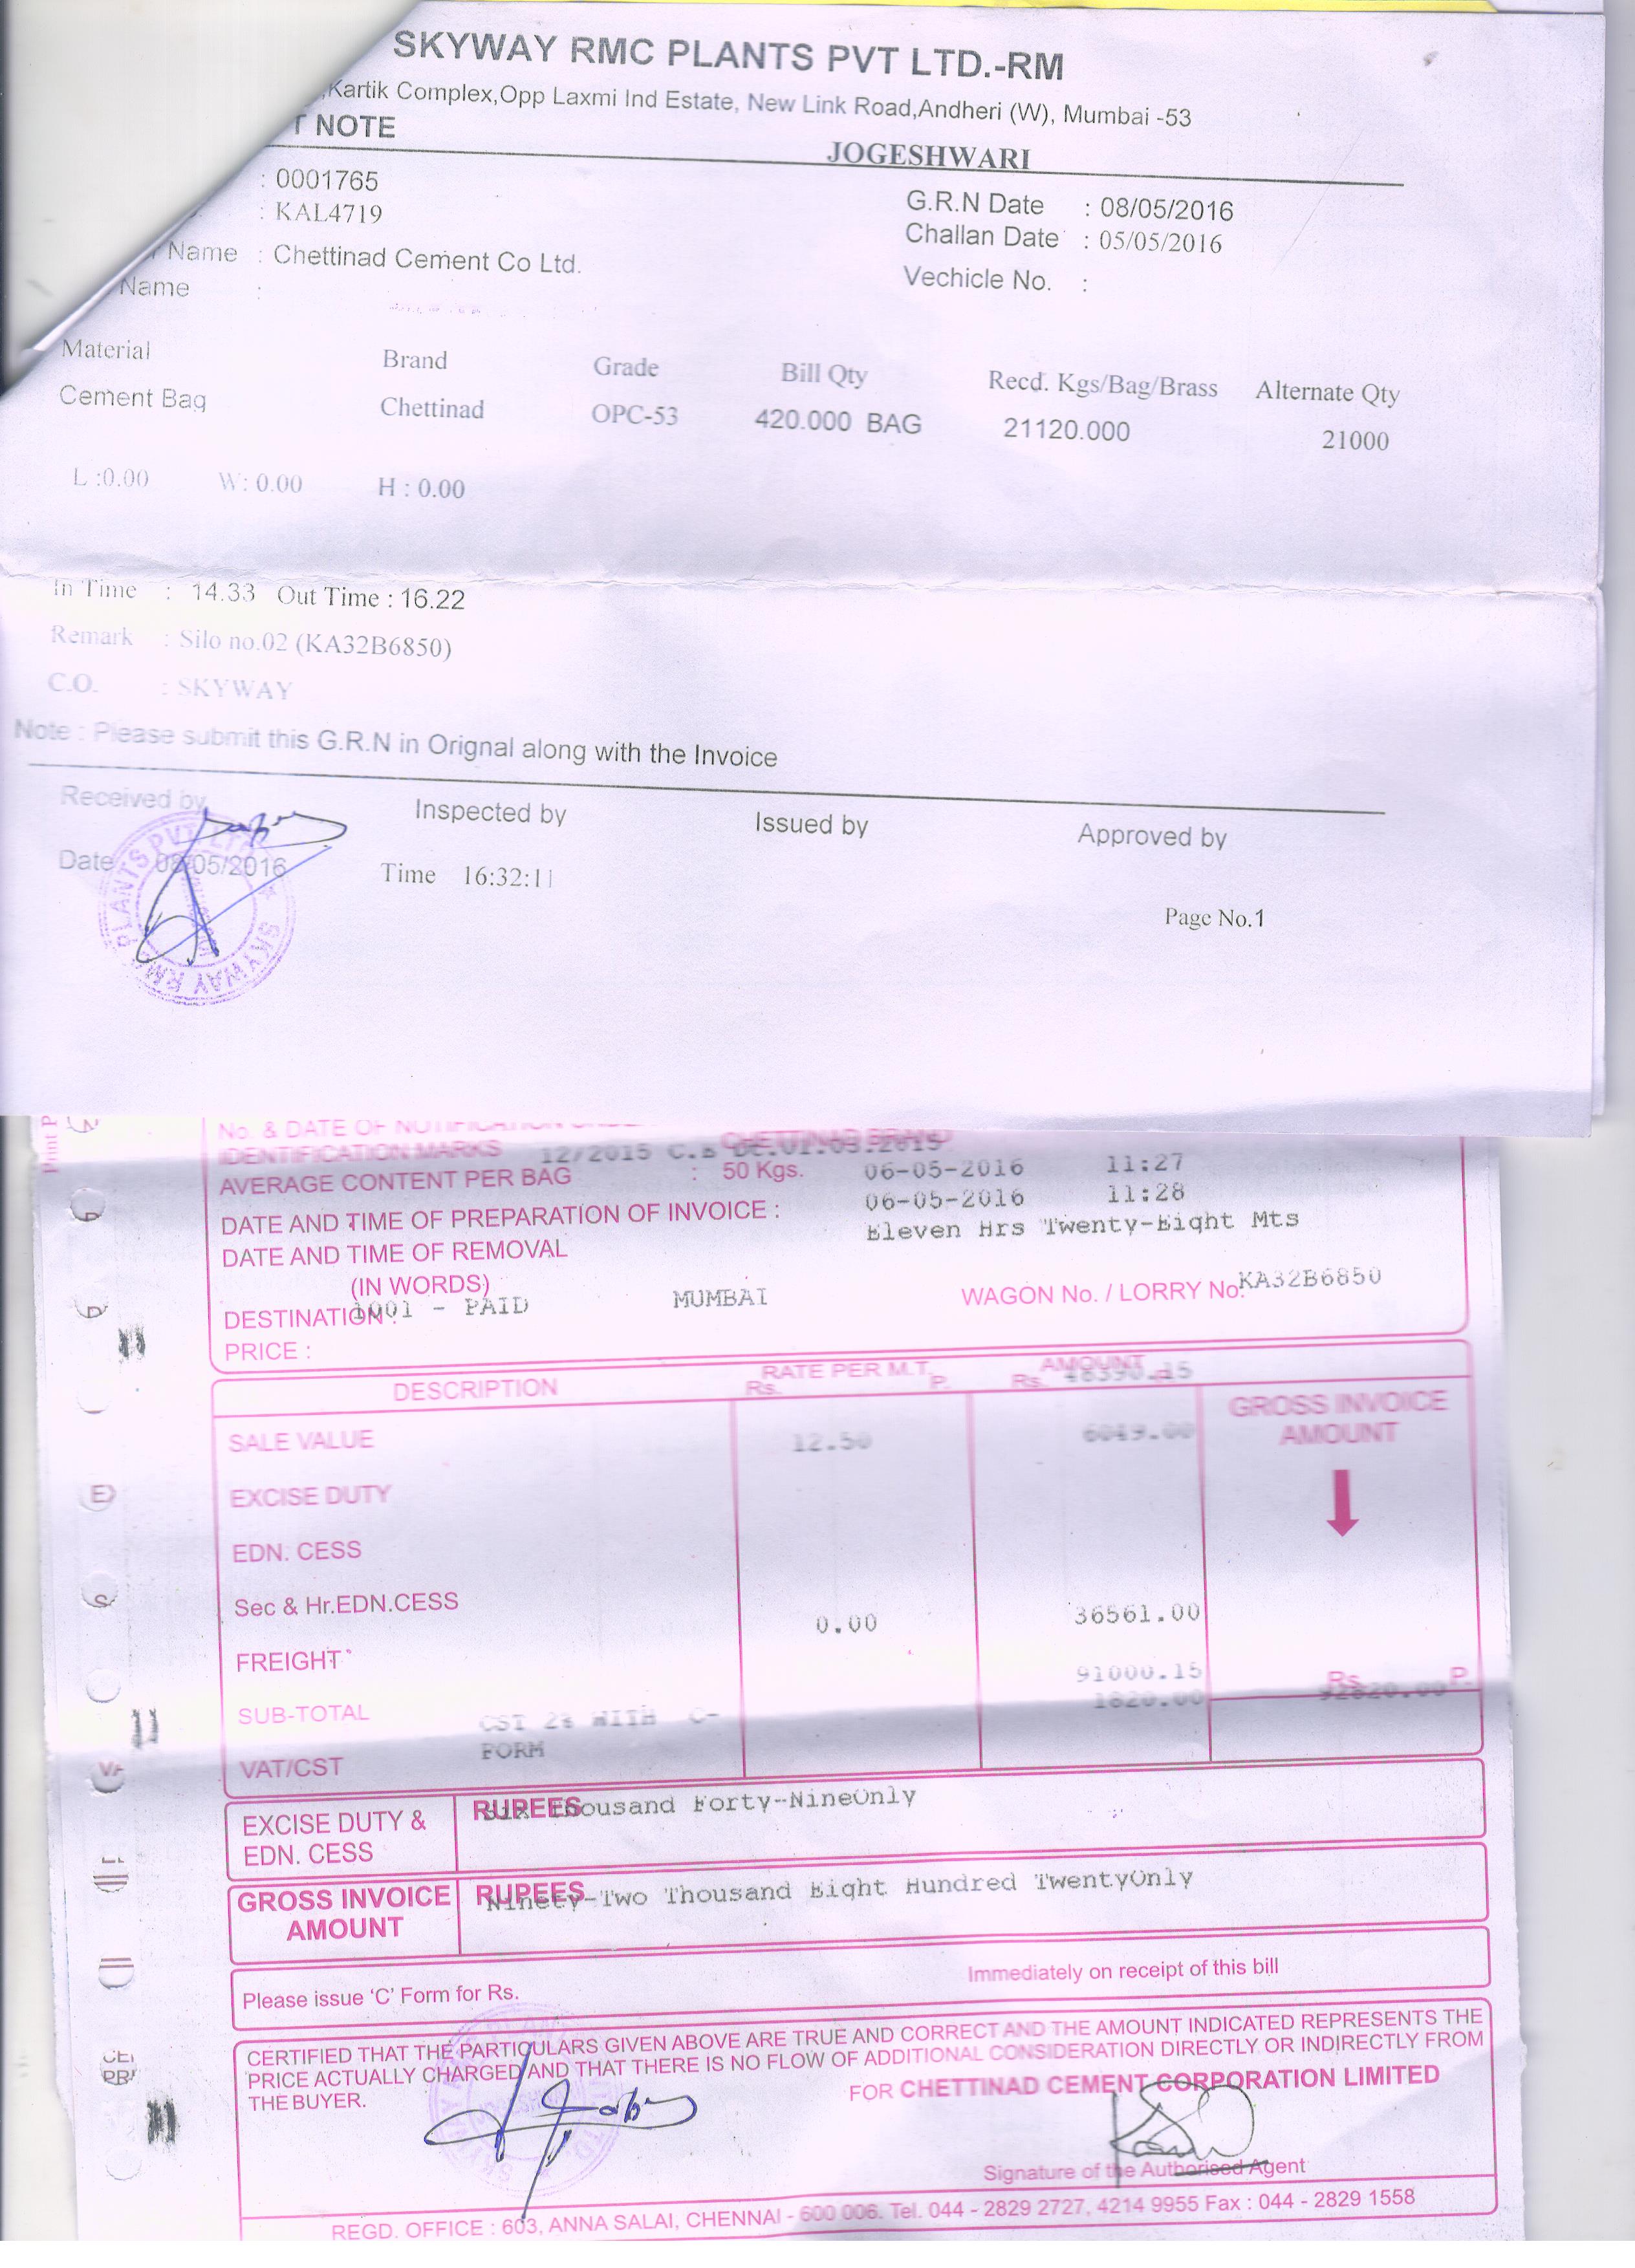 SKYWAY RMC PLANTS PVT LTD.-RM
,Kartik Complex,Opp Laxmi Ind Estate, New Link Road,Andheri (W), Mumbai -53
T NOTE
JOGESHWARI
: 0001765
G.R.N Date : 08/05/2016
: KAL4719
Challan Date : 05/05/2016
Name : Chettinad Cement Co Ltd.
Vechicle No. :
Name :
Material Brand Grade Bill Qty Recd. Kgs/Bag/Brass Alternate Qty
Cement Bag Chettinad OPC-53 420.000 BAG 21120.000 21000
L :0.00 W: 0.00 H : 0.00
In Time : 14.33 Out Time : 16.22
Remark : Silo no.02 (KA32B6850)
C.O. : SKYWAY
Note : Please submit this G.R.N in Orignal along with the Invoice
Received by Inspected by Issued by Approved by
Date 08/05/2016 Time 16:32:11
Page No.1
No. & DATE OF
IDENTIFICATION MARKS 12/2015 C.E Dt.01.03.2015
CHETTINAD BRAND
AVERAGE CONTENT PER BAG : 50 Kgs. 06-05-2016 11:27
DATE AND TIME OF PREPARATION OF INVOICE : 06-05-2016 11:28
DATE AND TIME OF REMOVAL Eleven Hrs Twenty-Eight Mts
(IN WORDS)
DESTINATION : 1001 - PAID MUMBAI WAGON No. / LORRY No. KA32B6850
PRICE :
DESCRIPTION RATE PER M.T. AMOUNT
Rs. P. Rs. 48390.15
GROSS INVOICE AMOUNT
SALE VALUE 12.50 6049.00
EXCISE DUTY
EDN. CESS
Sec & Hr.EDN.CESS
0.00 36561.00
FREIGHT
91000.15
Rs. P.
SUB-TOTAL CST 2% WITH C- 1820.00 92820.00
FORM
VAT/CST
EXCISE DUTY & EDN. CESS
RUPEES Six Thousand Forty-NineOnly
GROSS INVOICE AMOUNT
RUPEES Ninety-Two Thousand Eight Hundred TwentyOnly
Please issue 'C' Form for Rs. Immediately on receipt of this bill
CERTIFIED THAT THE PARTICULARS GIVEN ABOVE ARE TRUE AND CORRECT AND THE AMOUNT INDICATED REPRESENTS THE
PRICE ACTUALLY CHARGED AND THAT THERE IS NO FLOW OF ADDITIONAL CONSIDERATION DIRECTLY OR INDIRECTLY FROM
THE BUYER.
FOR CHETTINAD CEMENT CORPORATION LIMITED
Signature of the Authorised Agent
REGD. OFFICE : 603, ANNA SALAI, CHENNAI - 600 006. Tel. 044 - 2829 2727, 4214 9955 Fax : 044 - 2829 1558